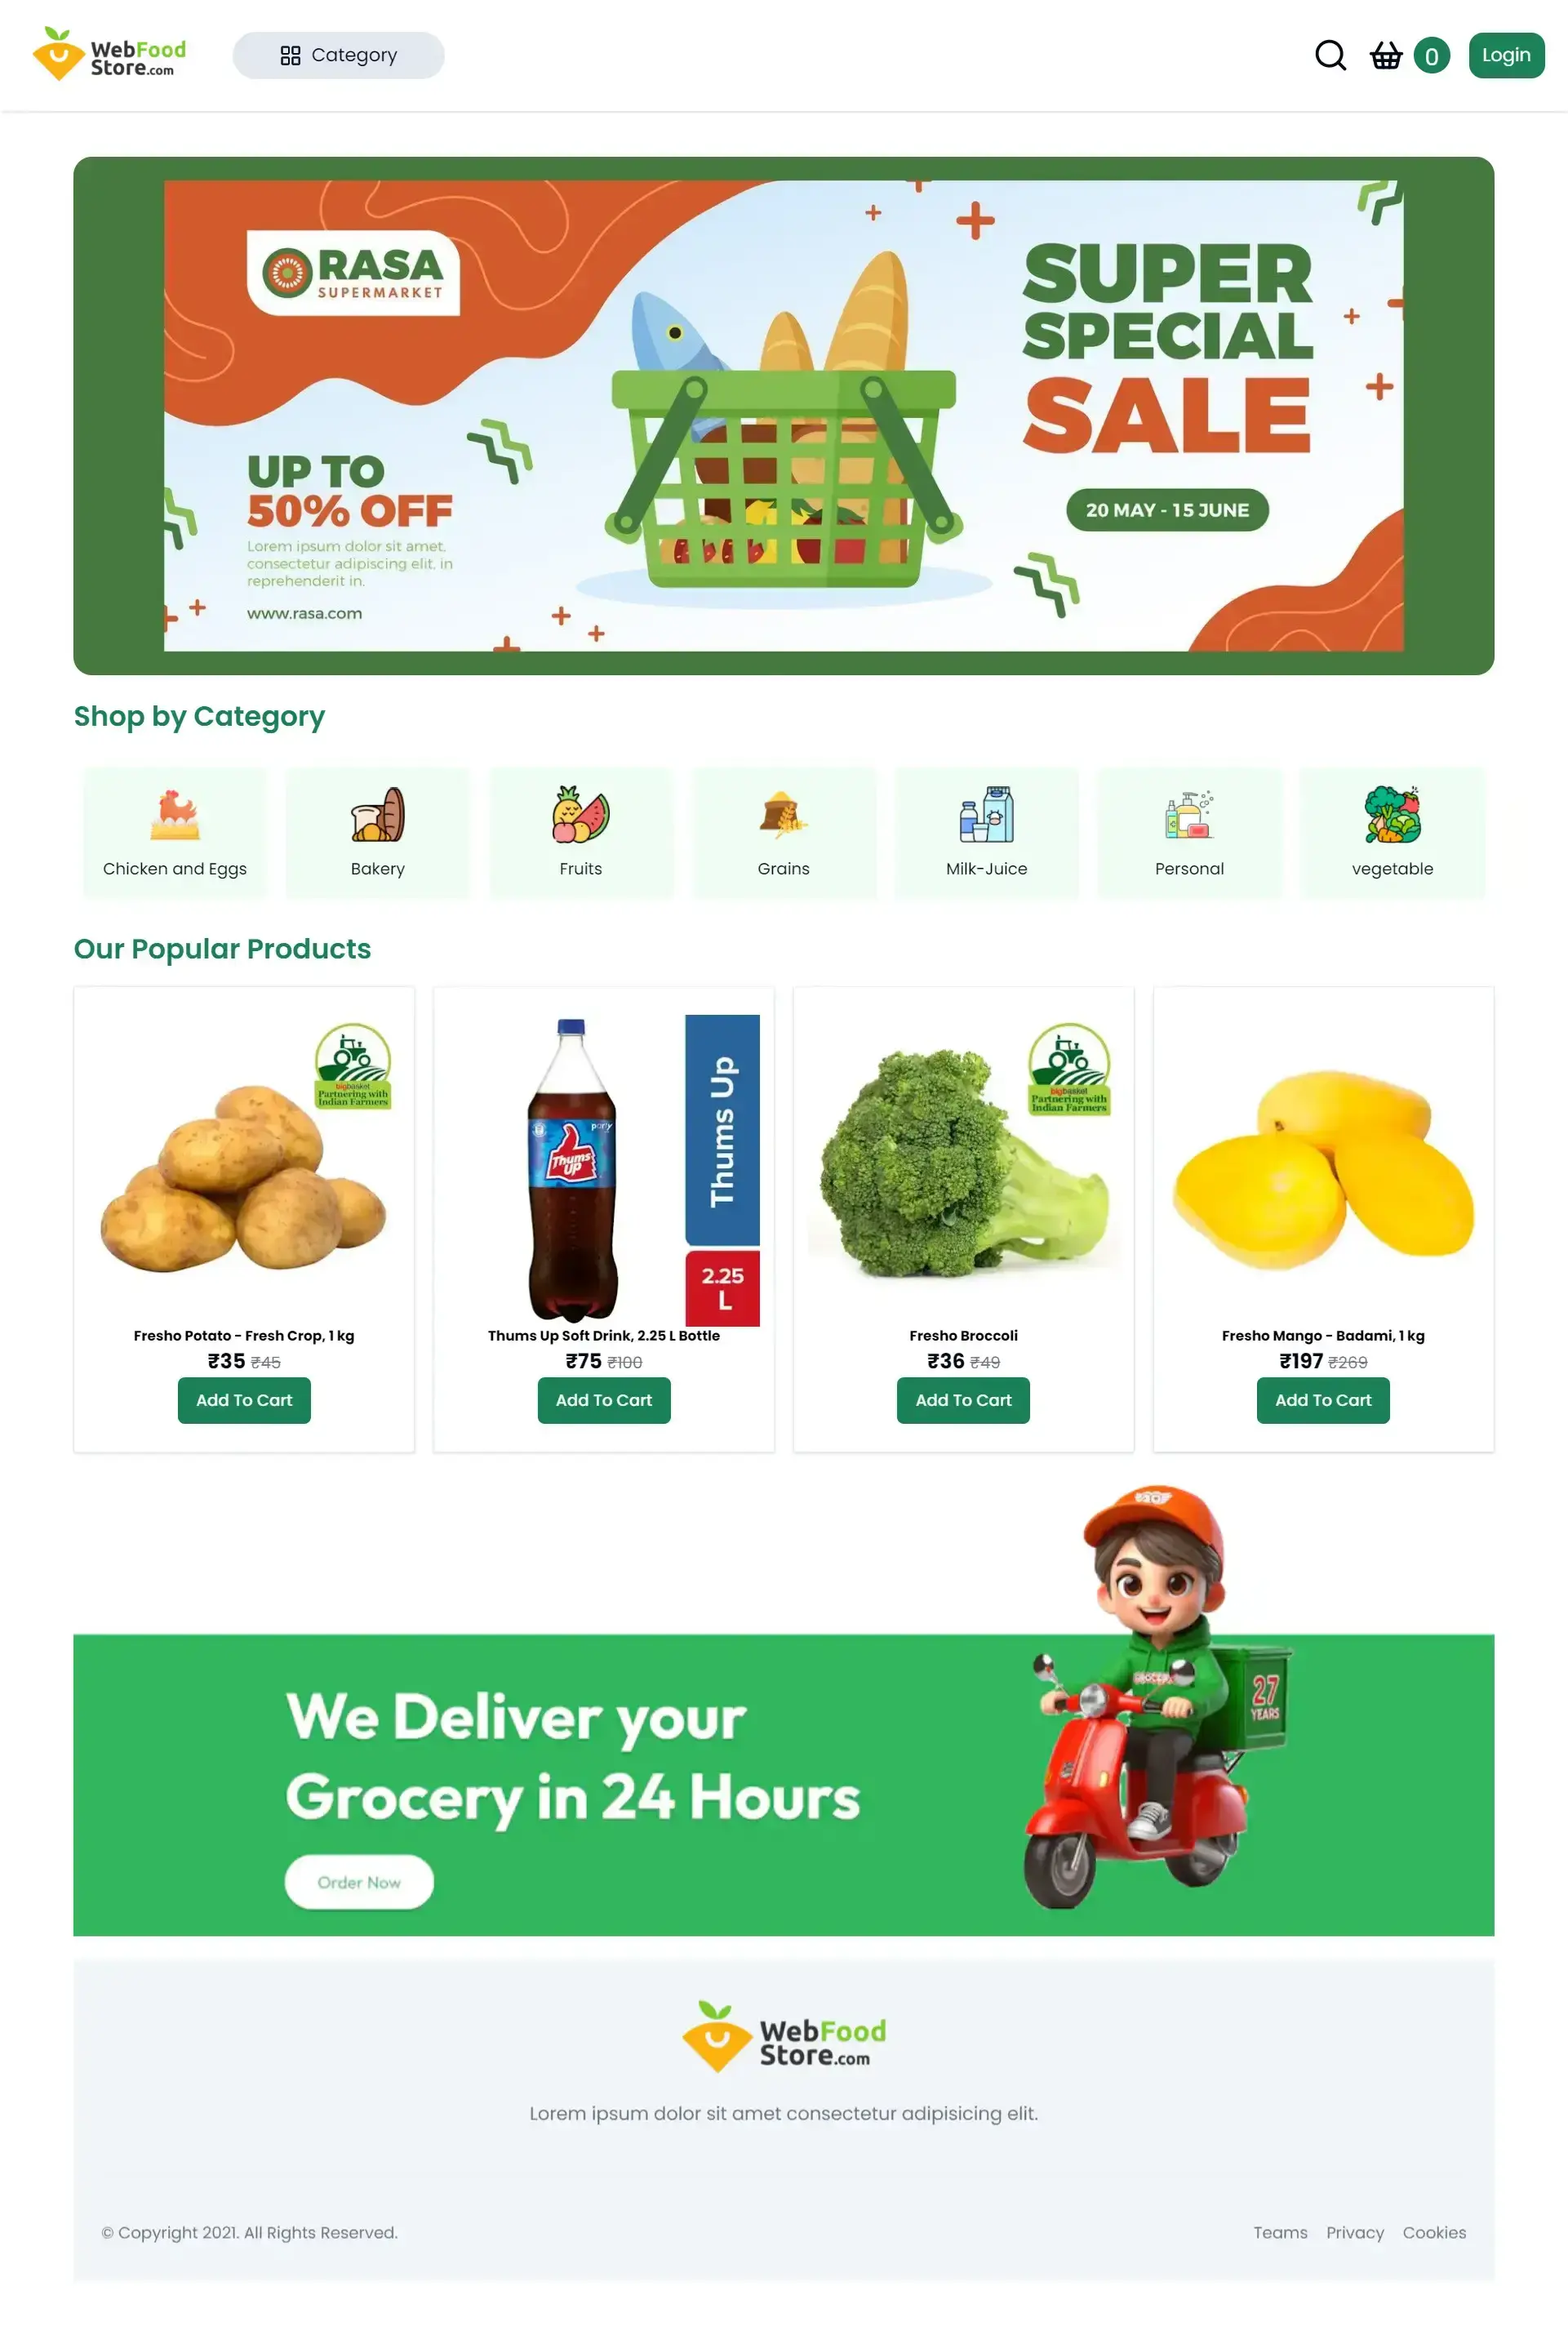 WebFood
Store.com
Category
0
Login
RASA
SUPERMARKET
SUPER
SPECIAL
SALE
20 MAY - 15 JUNE
UP TO
50% OFF
Lorem ipsum dolor sit amet,
consectetur adipiscing elit, in
reprehenderit in.
www.rasa.com
Shop by Category
Chicken and Eggs
Bakery
Fruits
Grains
Milk-Juice
Personal
vegetable
Our Popular Products
bigbasket
Partnering with
Indian Farmers
Fresho Potato - Fresh Crop, 1 kg
₹35 ₹45
Add To Cart
party
Thums
UP
Thums Up
2.25
L
Thums Up Soft Drink, 2.25 L Bottle
₹75 ₹100
Add To Cart
bigbasket
Partnering with
Indian Farmers
Fresho Broccoli
₹36 ₹49
Add To Cart
Fresho Mango - Badami, 1 kg
₹197 ₹269
Add To Cart
We Deliver your
Grocery in 24 Hours
Order Now
27
YEARS
WebFood
Store.com
Lorem ipsum dolor sit amet consectetur adipisicing elit.
© Copyright 2021. All Rights Reserved.
Teams Privacy Cookies